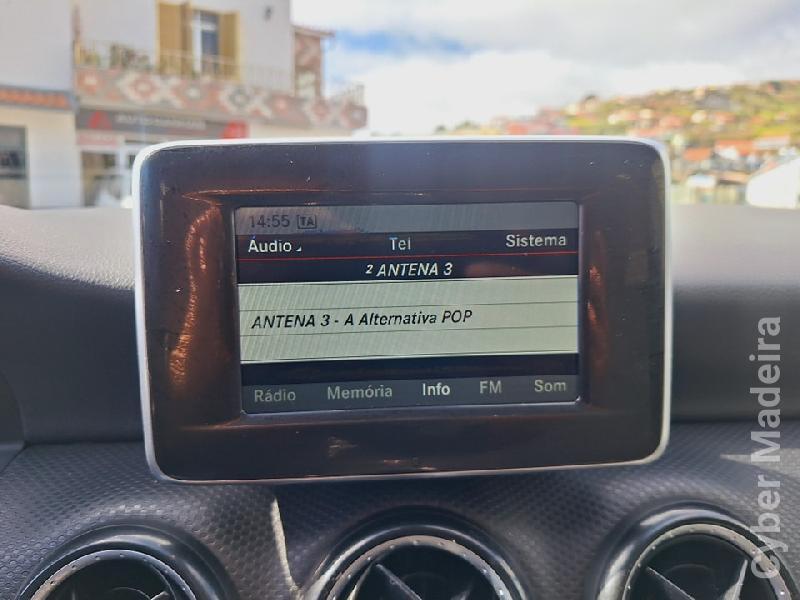 14:55 TA
Áudio Tel Sistema
2 ANTENA 3
ANTENA 3 - A Alternativa POP
Rádio Memória Info FM Som
© Cyber Madeira